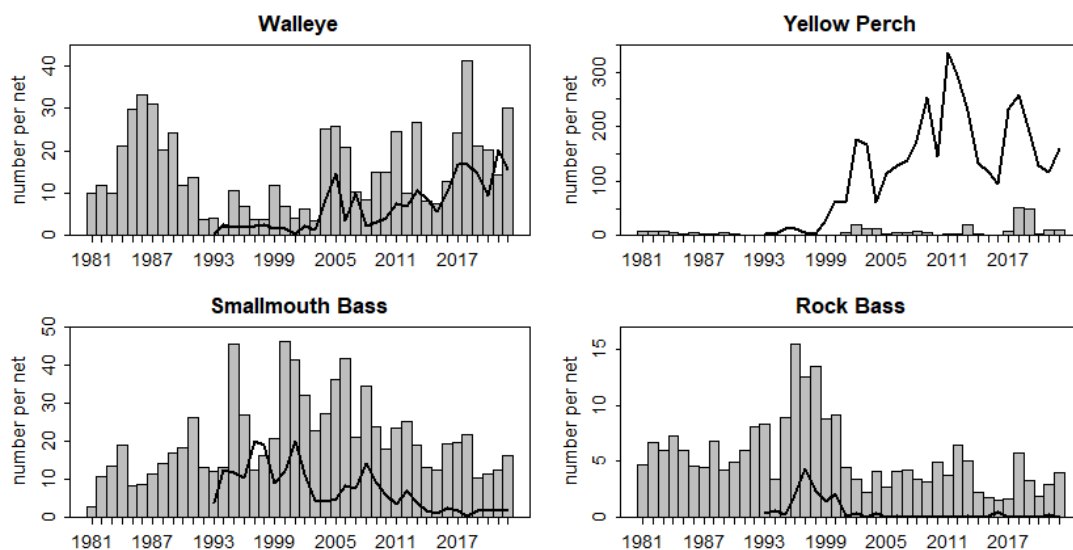 Walleye
number per net
0 10 20 30 40
1981 1987 1993 1999 2005 2011 2017
Yellow Perch
number per net
0 100 200 300
1981 1987 1993 1999 2005 2011 2017
Smallmouth Bass
number per net
0 10 20 30 40 50
1981 1987 1993 1999 2005 2011 2017
Rock Bass
number per net
0 5 10 15
1981 1987 1993 1999 2005 2011 2017